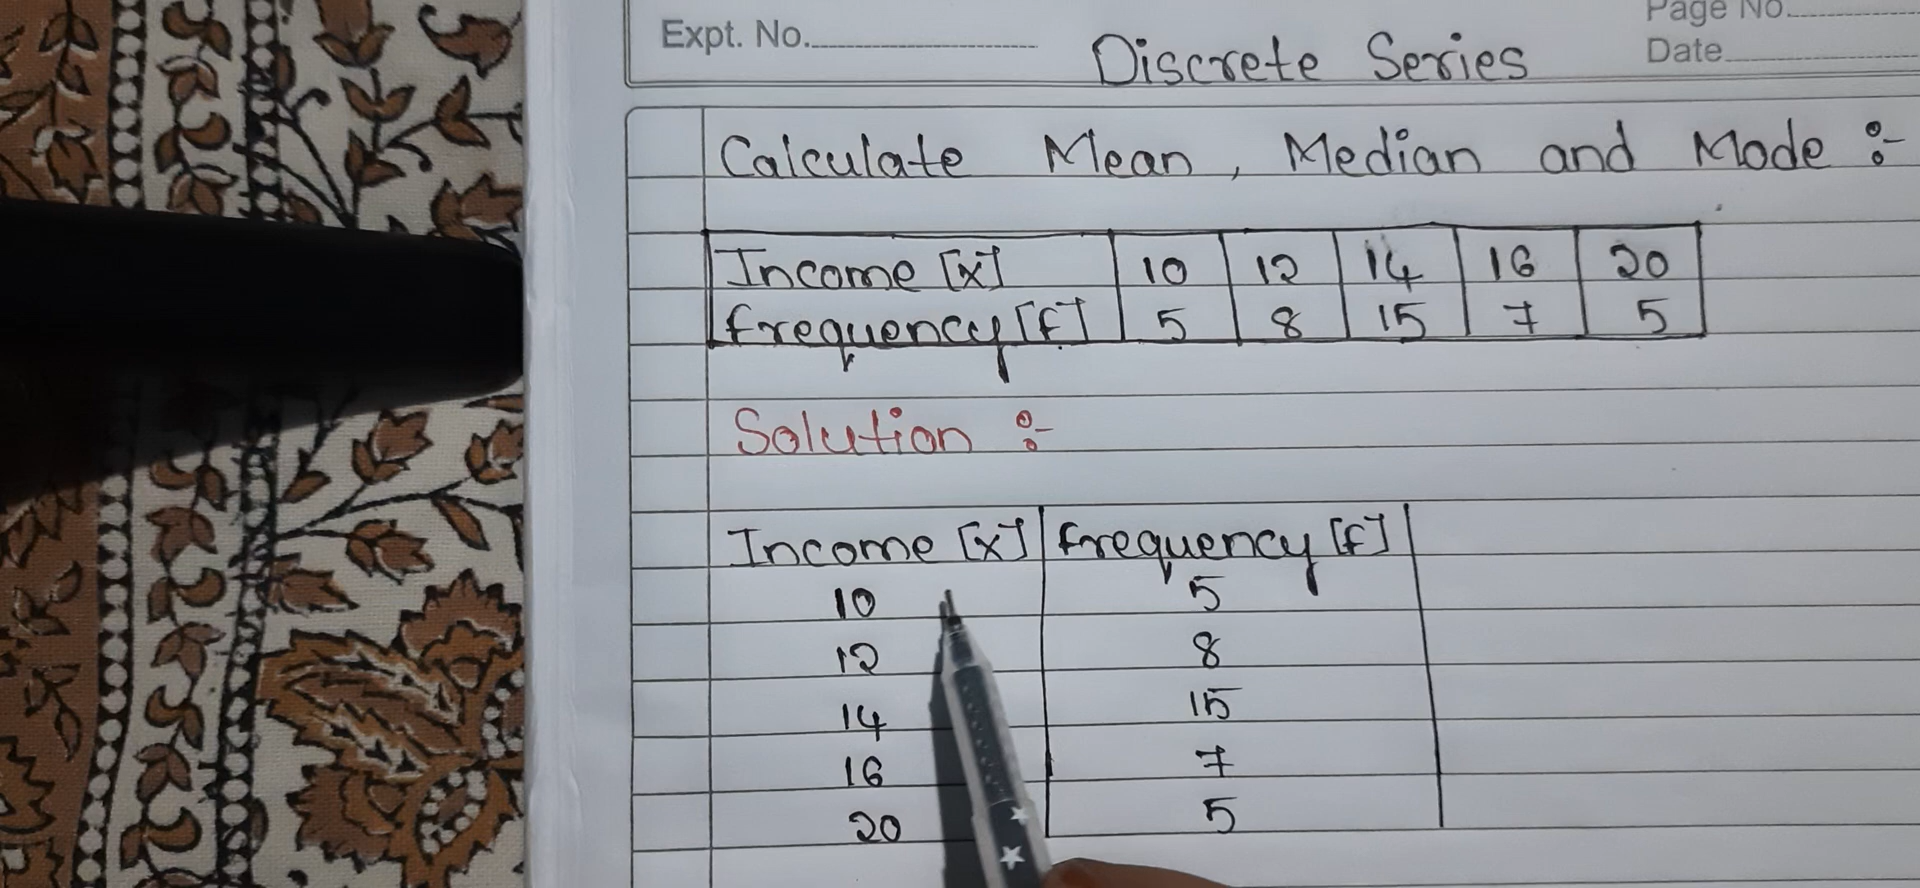 Expt. No.
Page No.
Date
Discrete Series
Calculate Mean, Median and Mode :-
Income [x] 10 12 14 16 20
frequency [f] 5 8 15 7 5
Solution :-
Income [x] frequency [f]
10 5
12 8
14 15
16 7
20 5